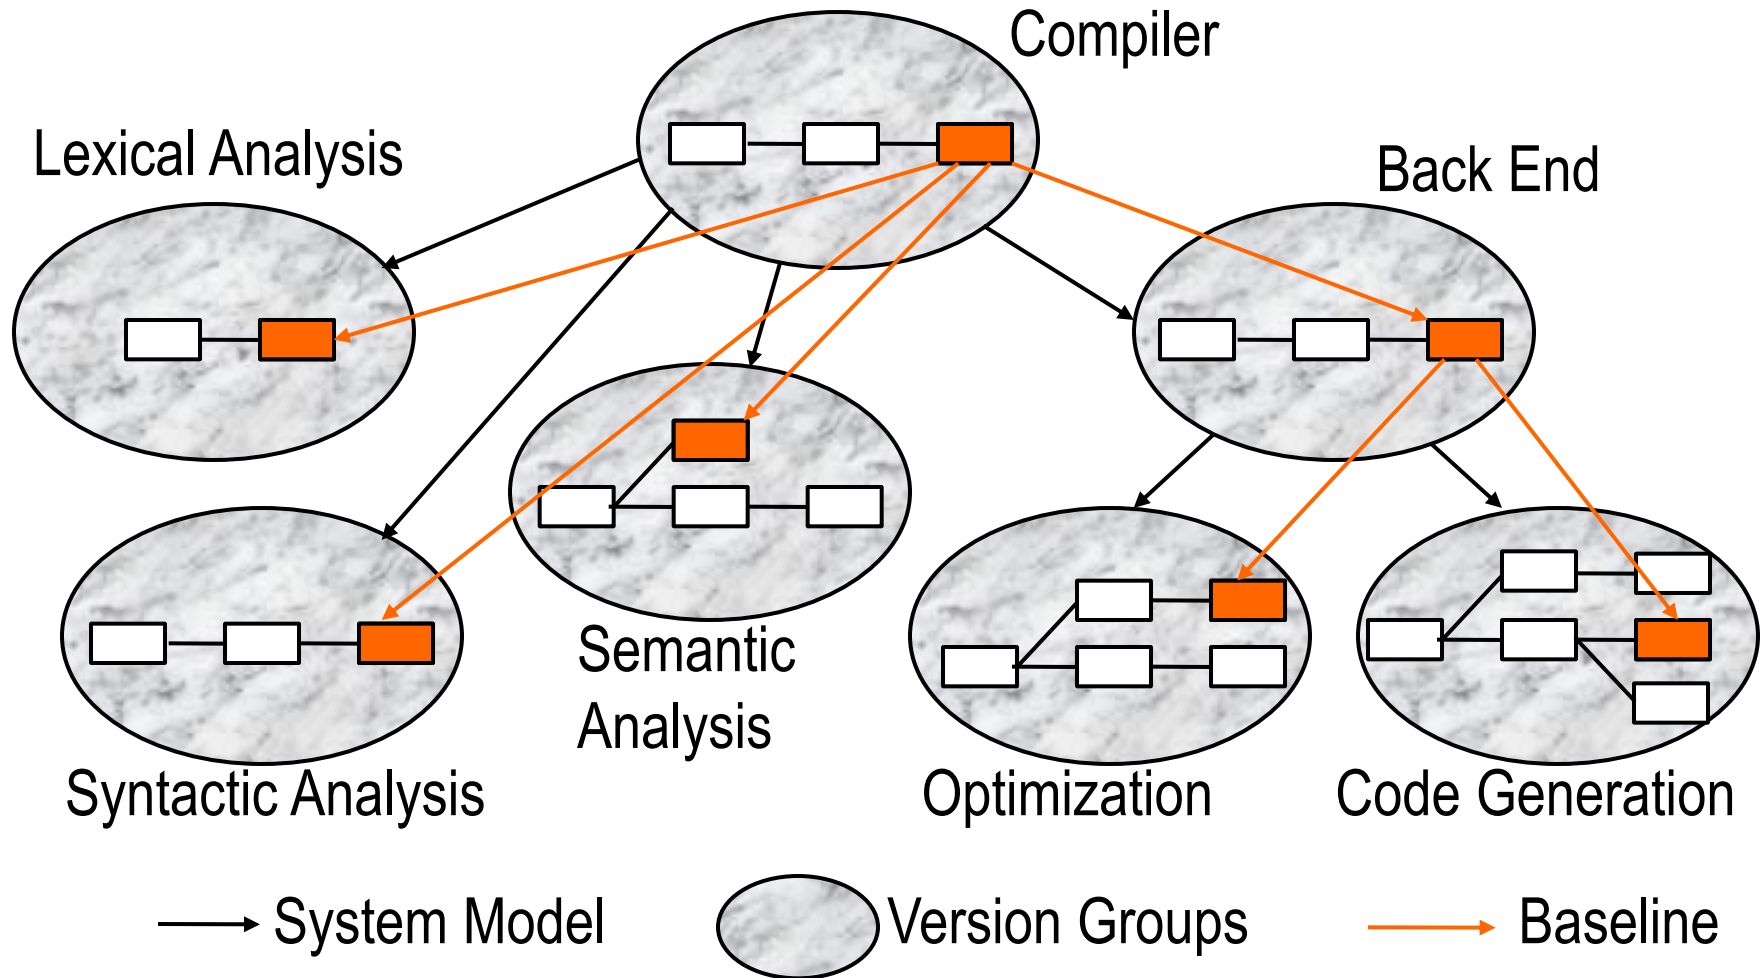 Compiler
Lexical Analysis
Back End
Semantic
Analysis
Syntactic Analysis
Optimization
Code Generation
System Model
Version Groups
Baseline